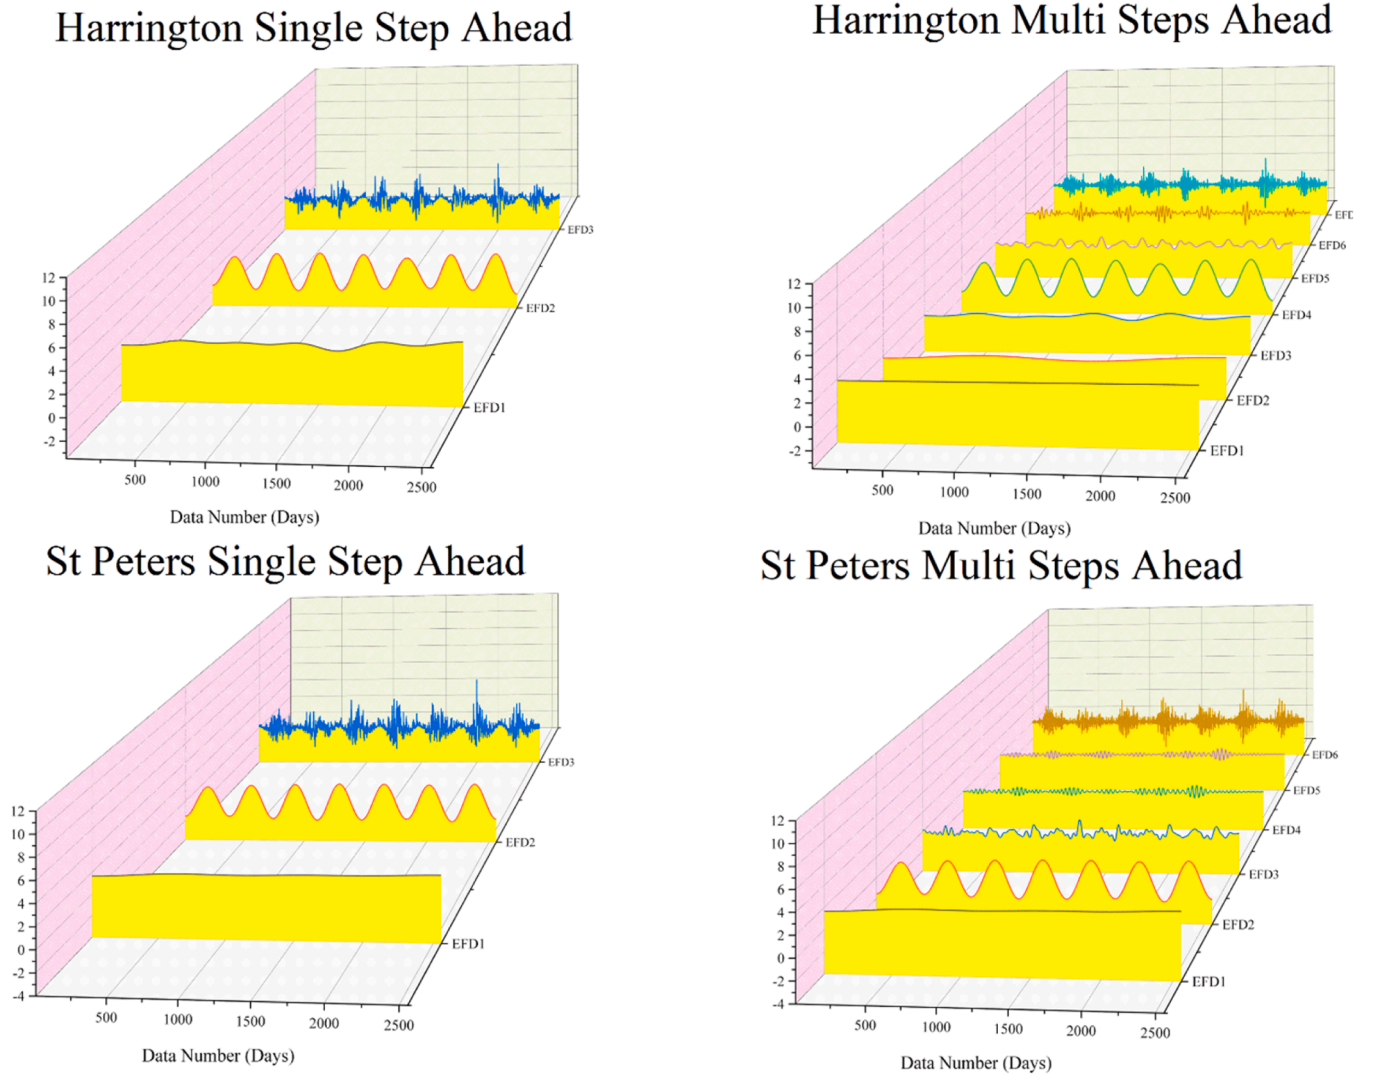 Harrington Single Step Ahead
12
10
8
6
4
2
0
-2
500
1000
1500
2000
2500
EFD3
EFD2
EFD1
Data Number (Days)
Harrington Multi Steps Ahead
12
10
8
6
4
2
0
-2
500
1000
1500
2000
2500
EFD6
EFD5
EFD4
EFD3
EFD2
EFD1
Data Number (Days)
St Peters Single Step Ahead
12
10
8
6
4
2
0
-2
-4
500
1000
1500
2000
2500
EFD3
EFD2
EFD1
Data Number (Days)
St Peters Multi Steps Ahead
12
10
8
6
4
2
0
-2
-4
500
1000
1500
2000
2500
EFD6
EFD5
EFD4
EFD3
EFD2
EFD1
Data Number (Days)